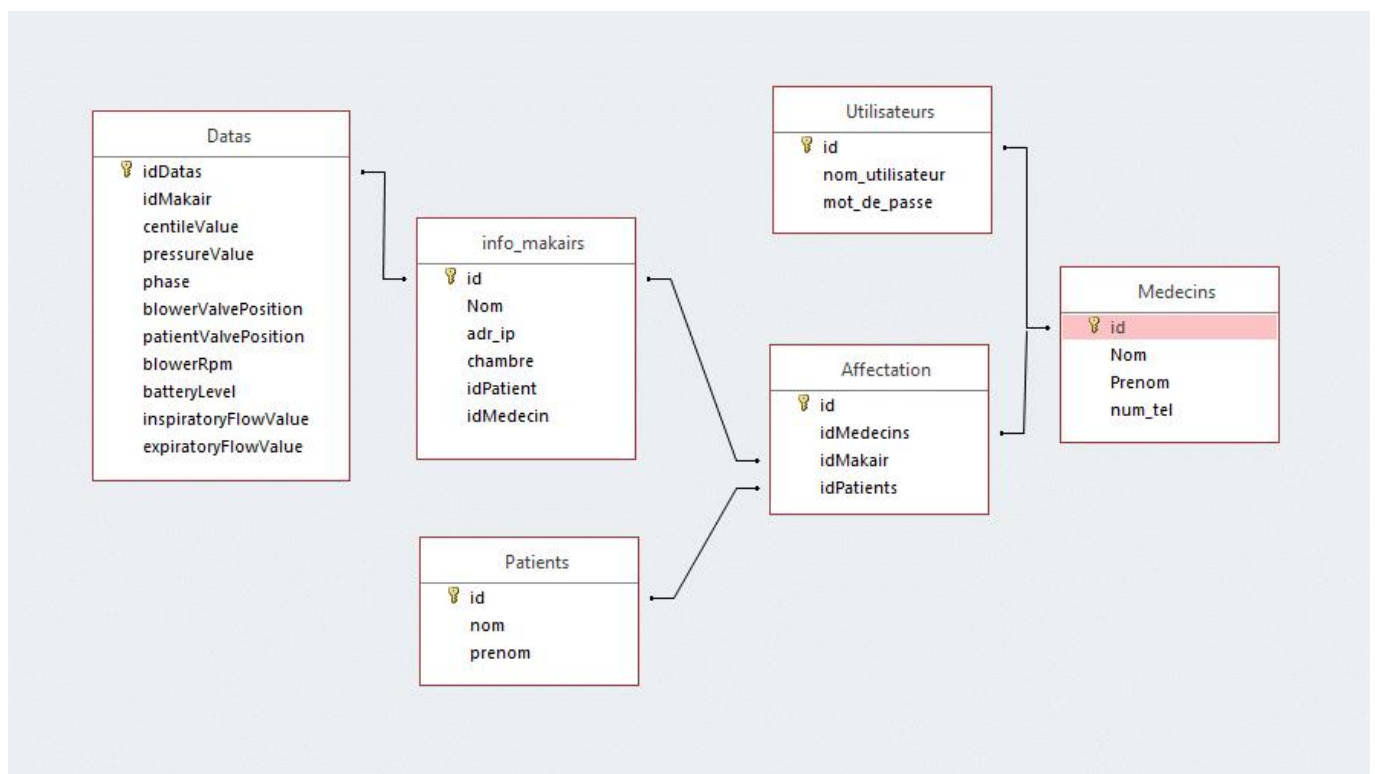 Datas
idDatas
idMakair
centileValue
pressureValue
phase
blowerValvePosition
patientValvePosition
blowerRpm
batteryLevel
inspiratoryFlowValue
expiratoryFlowValue
info_makairs
id
Nom
adr_ip
chambre
idPatient
idMedecin
Patients
id
nom
prenom
Utilisateurs
id
nom_utilisateur
mot_de_passe
Affectation
id
idMedecins
idMakair
idPatients
Medecins
id
Nom
Prenom
num_tel